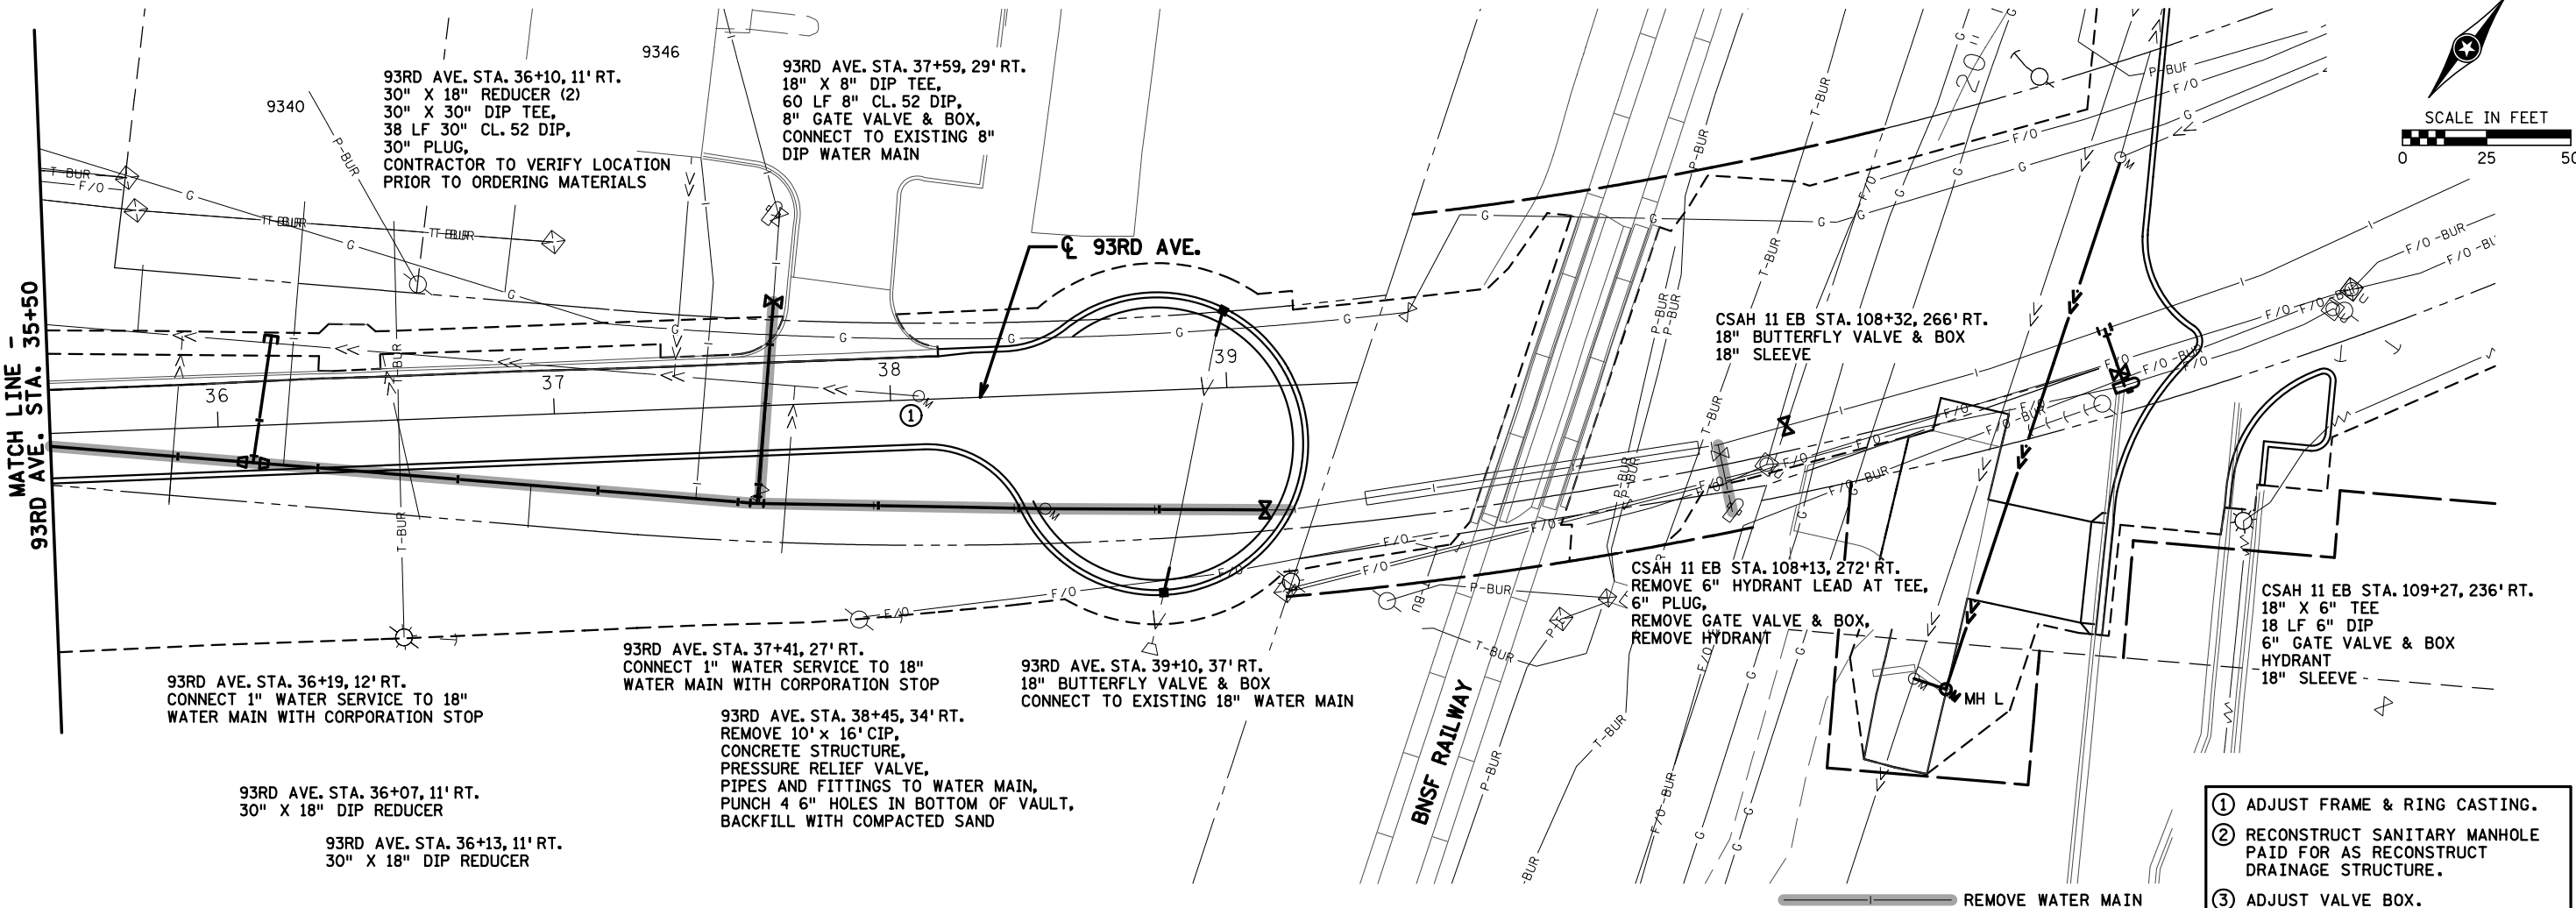 9346
9340
93RD AVE. STA. 36+10, 11' RT.
30" X 18" REDUCER (2)
30" X 30" DIP TEE,
38 LF 30" CL. 52 DIP,
30" PLUG,
CONTRACTOR TO VERIFY LOCATION
PRIOR TO ORDERING MATERIALS
93RD AVE. STA. 37+59, 29' RT.
18" X 8" DIP TEE,
60 LF 8" CL. 52 DIP,
8" GATE VALVE & BOX,
CONNECT TO EXISTING 8"
DIP WATER MAIN
20"
SCALE IN FEET
0 25 50
℄ 93RD AVE.
MATCH LINE -
93RD AVE. STA. 35+50
36
37
38
39
1
P-BUR
T-BUR
F/O
G
F/O-BUR
CSAH 11 EB STA. 108+32, 266' RT.
18" BUTTERFLY VALVE & BOX
18" SLEEVE
CSAH 11 EB STA. 108+13, 272' RT.
REMOVE 6" HYDRANT LEAD AT TEE,
6" PLUG,
REMOVE GATE VALVE & BOX,
REMOVE HYDRANT
CSAH 11 EB STA. 109+27, 236' RT.
18" X 6" TEE
18 LF 6" DIP
6" GATE VALVE & BOX
HYDRANT
18" SLEEVE
93RD AVE. STA. 36+19, 12' RT.
CONNECT 1" WATER SERVICE TO 18"
WATER MAIN WITH CORPORATION STOP
93RD AVE. STA. 37+41, 27' RT.
CONNECT 1" WATER SERVICE TO 18"
WATER MAIN WITH CORPORATION STOP
93RD AVE. STA. 39+10, 37' RT.
18" BUTTERFLY VALVE & BOX
CONNECT TO EXISTING 18" WATER MAIN
93RD AVE. STA. 38+45, 34' RT.
REMOVE 10' x 16' CIP,
CONCRETE STRUCTURE,
PRESSURE RELIEF VALVE,
PIPES AND FITTINGS TO WATER MAIN,
PUNCH 4 6" HOLES IN BOTTOM OF VAULT,
BACKFILL WITH COMPACTED SAND
93RD AVE. STA. 36+07, 11' RT.
30" X 18" DIP REDUCER
93RD AVE. STA. 36+13, 11' RT.
30" X 18" DIP REDUCER
BNSF RAILWAY
MH L
REMOVE WATER MAIN
1 ADJUST FRAME & RING CASTING.
2 RECONSTRUCT SANITARY MANHOLE
PAID FOR AS RECONSTRUCT
DRAINAGE STRUCTURE.
3 ADJUST VALVE BOX.